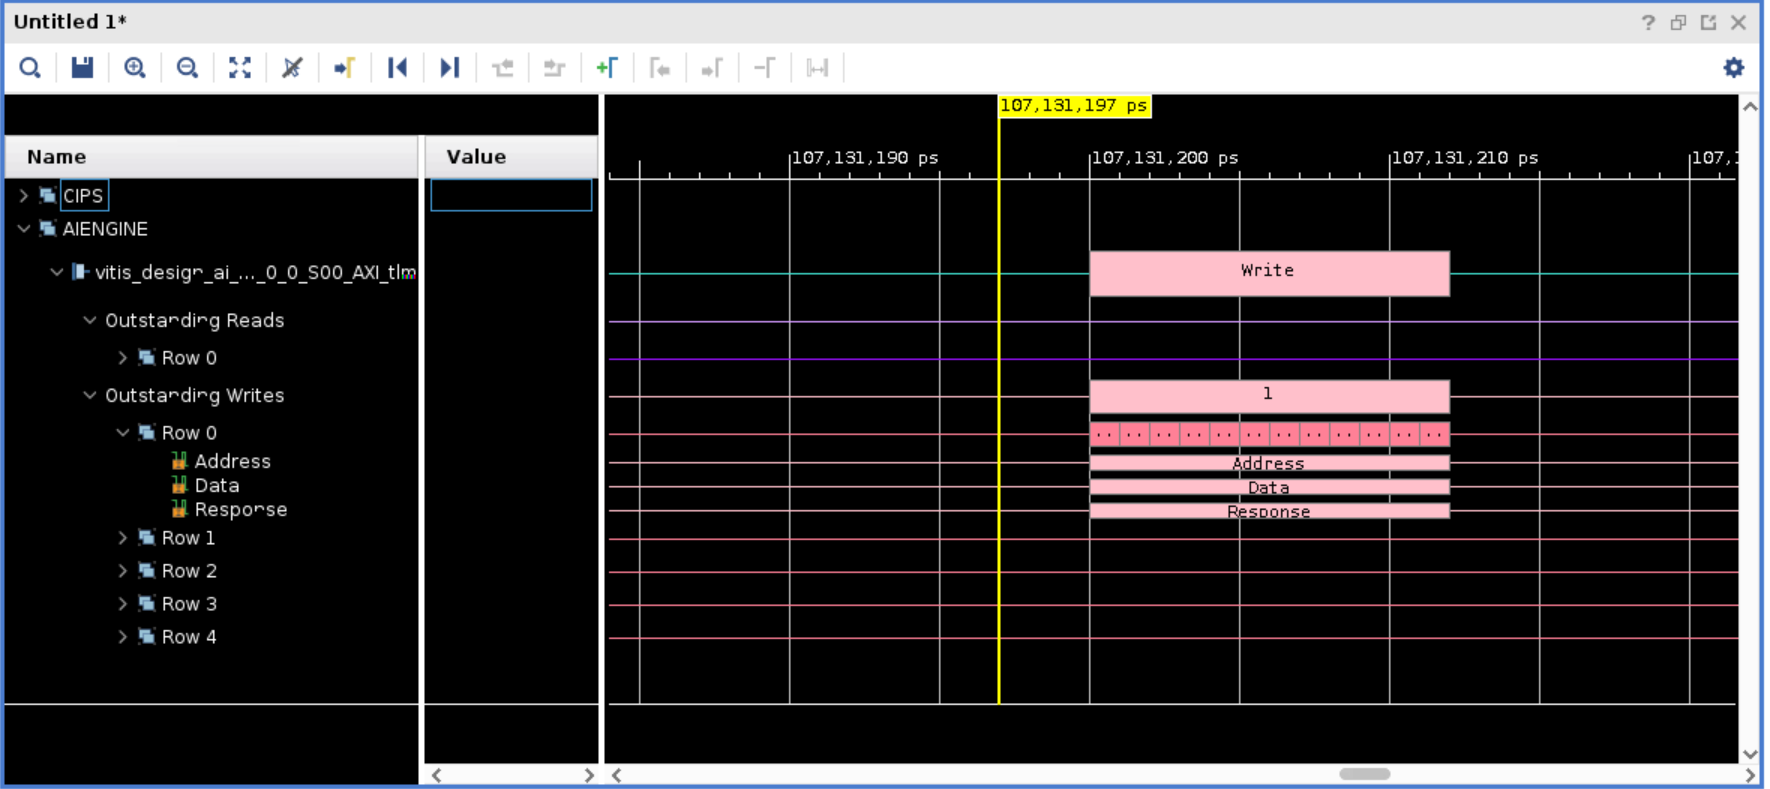 Untitled 1*
107,131,197 ps
Name
Value
107,131,190 ps
107,131,200 ps
107,131,210 ps
107,1
CIPS
AIENGINE
vitis_design_ai_..._0_0_S00_AXI_tlm
Write
Outstanding Reads
Row 0
Outstanding Writes
1
Row 0
.. .. .. .. .. .. .. .. .. .. .. ..
Address
Address
Data
Data
Response
Response
Row 1
Row 2
Row 3
Row 4